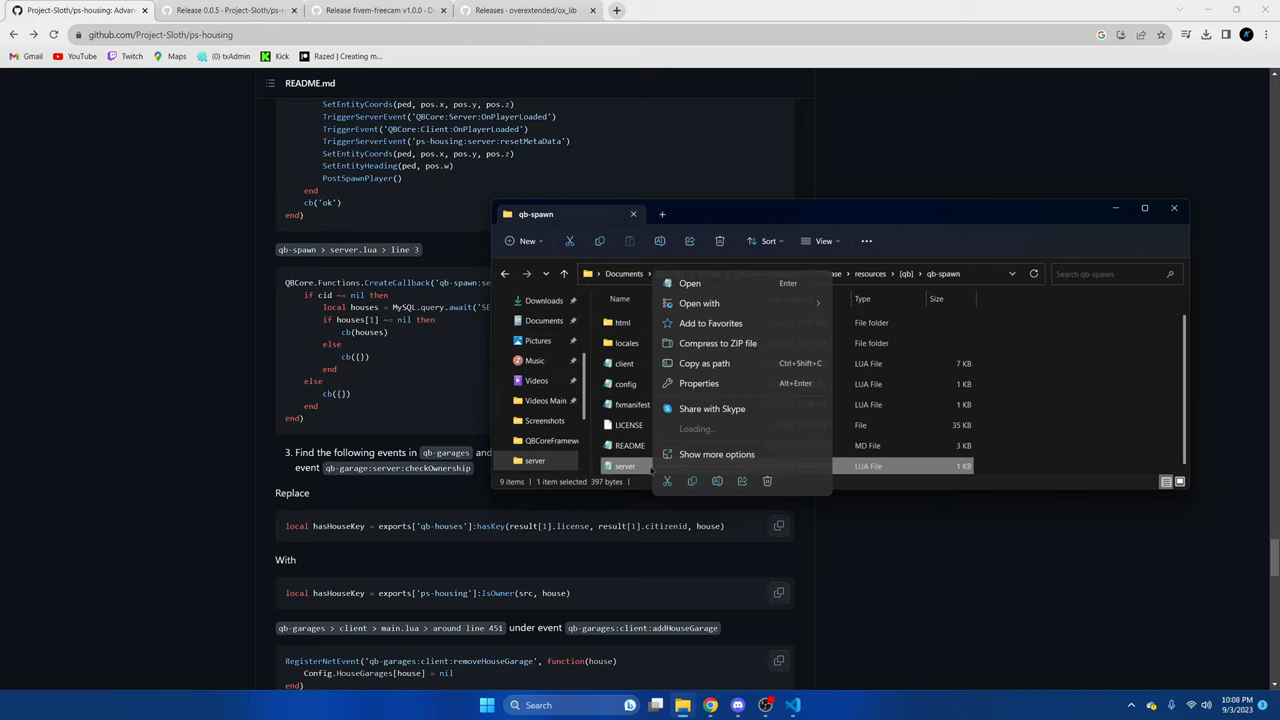 Project-Sloth/ps-housing: Advan
Release 0.0.5 · Project-Sloth/ps-
Release fivem-freecam v1.0.0 · D
Releases · overextended/ox_lib
github.com/Project-Sloth/ps-housing
Gmail
YouTube
Twitch
Maps
(0) txAdmin
Kick
Razed | Creating m...
README.md
SetEntityCoords(ped, pos.x, pos.y, pos.z)
TriggerServerEvent('QBCore:Server:OnPlayerLoaded')
TriggerEvent('QBCore:Client:OnPlayerLoaded')
TriggerServerEvent('ps-housing:server:resetMetaData')
SetEntityCoords(ped, pos.x, pos.y, pos.z)
SetEntityHeading(ped, pos.w)
PostSpawnPlayer()
end
cb('ok')
end)
qb-spawn > server.lua > line 3
QBCore.Functions.CreateCallback('qb-spawn:se
if cid ~= nil then
local houses = MySQL.query.await('SE
if houses[1] ~= nil then
cb(houses)
else
cb({})
end
else
cb({})
end
end)
3. Find the following events in qb-garages and
event qb-garage:server:checkOwnership
Replace
local hasHouseKey = exports['qb-houses']:hasKey(result[1].license, result[1].citizenid, house)
With
local hasHouseKey = exports['ps-housing']:IsOwner(src, house)
qb-garages > client > main.lua > around line 451 under event qb-garages:client:addHouseGarage
RegisterNetEvent('qb-garages:client:removeHouseGarage', function(house)
Config.HouseGarages[house] = nil
end)
qb-spawn
New
Sort
View
Documents
ase
resources
[qb]
qb-spawn
Search qb-spawn
Downloads
Documents
Pictures
Music
Videos
Videos Main
Screenshots
QBCoreFramew
server
Name
Type
Size
html
File folder
locales
File folder
client
LUA File
7 KB
config
LUA File
1 KB
fxmanifest
LUA File
1 KB
LICENSE
File
35 KB
README
MD File
3 KB
server
LUA File
1 KB
9 items
1 item selected 397 bytes
Open
Enter
Open with
Add to Favorites
Compress to ZIP file
Copy as path
Ctrl+Shift+C
Properties
Alt+Enter
Share with Skype
Loading...
Show more options
Search
10:08 PM
9/3/2023